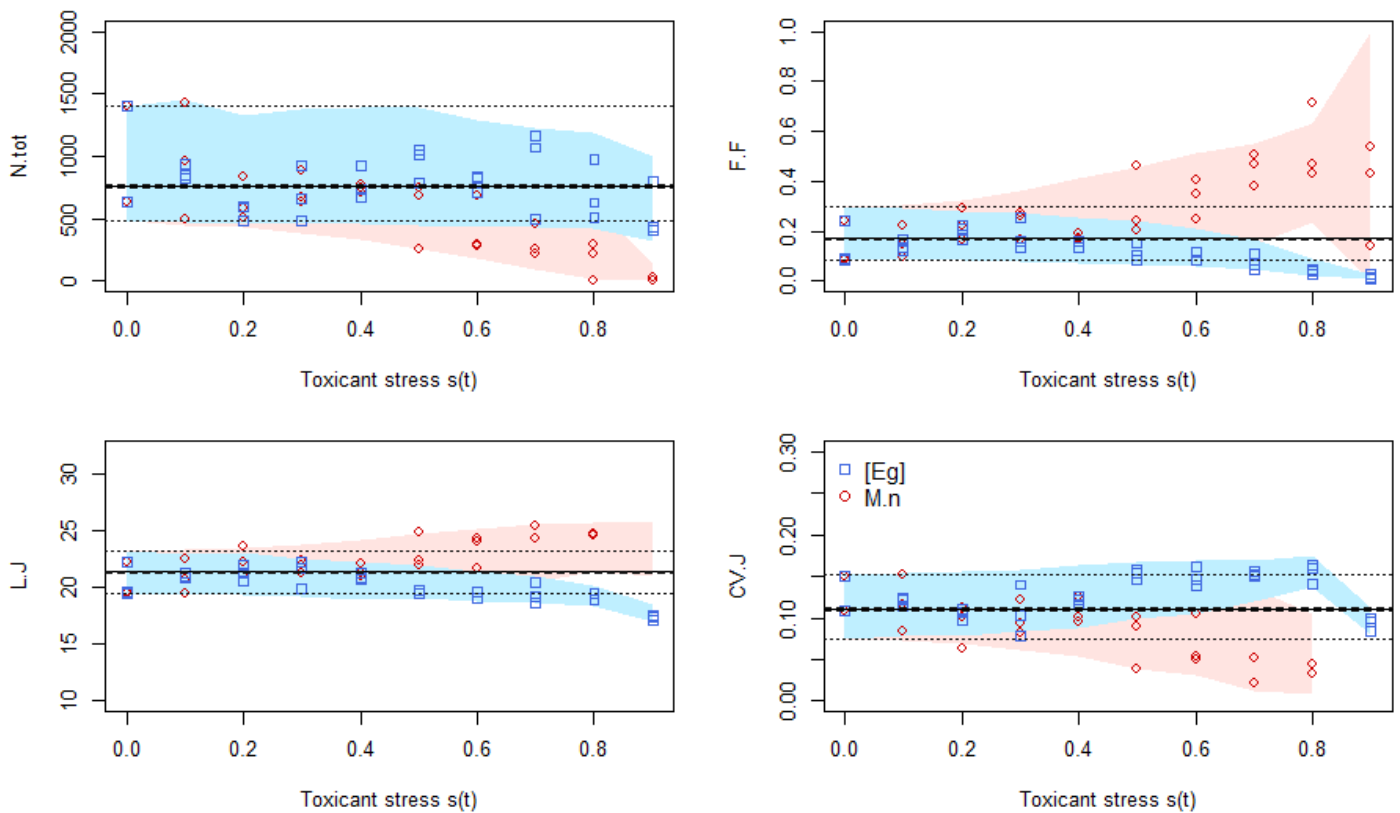 N.tot
2000
1500
1000
500
0
0.0 0.2 0.4 0.6 0.8
Toxicant stress s(t)
F.F
1.0
0.8
0.6
0.4
0.2
0.0
0.0 0.2 0.4 0.6 0.8
Toxicant stress s(t)
L.J
30
25
20
15
10
0.0 0.2 0.4 0.6 0.8
Toxicant stress s(t)
CV.J
0.30
0.20
0.10
0.00
[Eg]
M.n
0.0 0.2 0.4 0.6 0.8
Toxicant stress s(t)